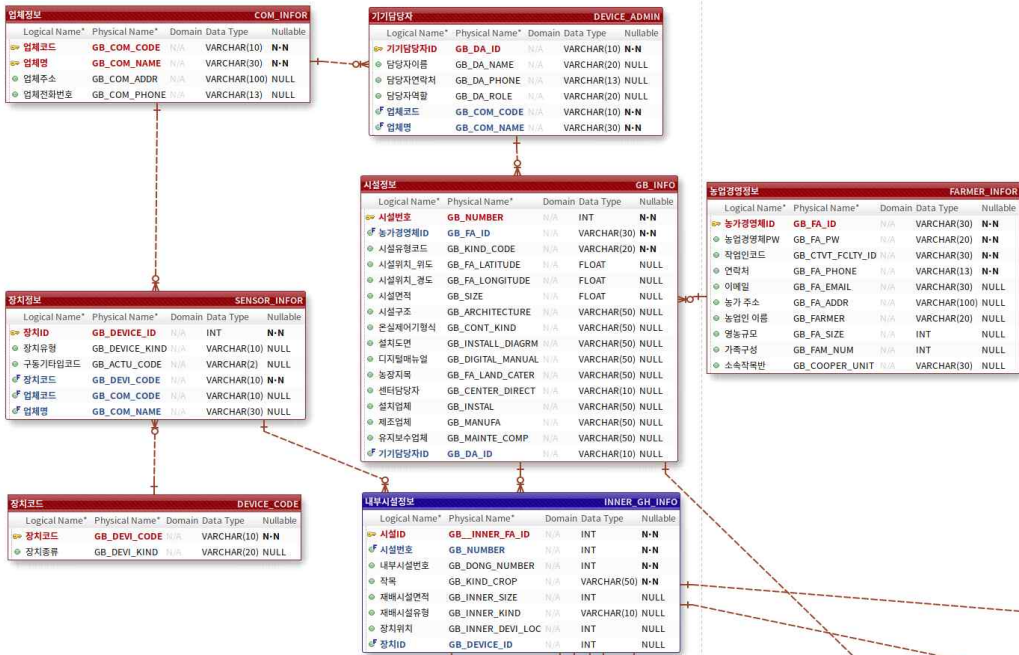 업체정보 COM_INFOR
Logical Name* Physical Name* Domain Data Type Nullable
업체코드 GB_COM_CODE N/A VARCHAR(10) N-N
업체명 GB_COM_NAME N/A VARCHAR(30) N-N
업체주소 GB_COM_ADDR N/A VARCHAR(100) NULL
업체전화번호 GB_COM_PHONE N/A VARCHAR(13) NULL
기기담당자 DEVICE_ADMIN
Logical Name* Physical Name* Domain Data Type Nullable
기기담당자ID GB_DA_ID N/A VARCHAR(10) N-N
담당자이름 GB_DA_NAME N/A VARCHAR(20) NULL
담당자연락처 GB_DA_PHONE N/A VARCHAR(13) NULL
담당자역할 GB_DA_ROLE N/A VARCHAR(20) NULL
업체코드 GB_COM_CODE N/A VARCHAR(10) N-N
업체명 GB_COM_NAME N/A VARCHAR(30) N-N
시설정보 GB_INFO
Logical Name* Physical Name* Domain Data Type Nullable
시설번호 GB_NUMBER N/A INT N-N
농가경영체ID GB_FA_ID N/A VARCHAR(30) N-N
시설유형코드 GB_KIND_CODE N/A VARCHAR(20) N-N
시설위치_위도 GB_FA_LATITUDE N/A FLOAT NULL
시설위치_경도 GB_FA_LONGITUDE N/A FLOAT NULL
시설면적 GB_SIZE N/A FLOAT NULL
시설구조 GB_ARCHITECTURE N/A VARCHAR(50) NULL
온실제어기형식 GB_CONT_KIND N/A VARCHAR(50) NULL
설치도면 GB_INSTALL_DIAGRM N/A VARCHAR(50) NULL
디지털매뉴얼 GB_DIGITAL_MANUAL N/A VARCHAR(50) NULL
농장지목 GB_FA_LAND_CATER N/A VARCHAR(50) NULL
센터담당자 GB_CENTER_DIRECT N/A VARCHAR(10) NULL
설치업체 GB_INSTAL N/A VARCHAR(50) NULL
제조업체 GB_MANUFA N/A VARCHAR(50) NULL
유지보수업체 GB_MAINTE_COMP N/A VARCHAR(50) NULL
기기담당자ID GB_DA_ID N/A VARCHAR(10) NULL
농업경영정보 FARMER_INFOR
Logical Name* Physical Name* Domain Data Type Nullable
농가경영체ID GB_FA_ID N/A VARCHAR(30) N-N
농업경영체PW GB_FA_PW N/A VARCHAR(20) N-N
작업인코드 GB_CTVT_FCLTY_ID N/A VARCHAR(30) N-N
연락처 GB_FA_PHONE N/A VARCHAR(13) N-N
이메일 GB_FA_EMAIL N/A VARCHAR(30) NULL
농가 주소 GB_FA_ADDR N/A VARCHAR(100) NULL
농업인 이름 GB_FARMER N/A VARCHAR(20) NULL
영농규모 GB_FA_SIZE N/A INT NULL
가족구성 GB_FAM_NUM N/A INT NULL
소속작목반 GB_COOPER_UNIT N/A VARCHAR(30) NULL
장치정보 SENSOR_INFOR
Logical Name* Physical Name* Domain Data Type Nullable
장치ID GB_DEVICE_ID N/A INT N-N
장치유형 GB_DEVICE_KIND N/A VARCHAR(10) NULL
구동기타입코드 GB_ACTU_CODE N/A VARCHAR(2) NULL
장치코드 GB_DEVI_CODE N/A VARCHAR(10) N-N
업체코드 GB_COM_CODE N/A VARCHAR(10) NULL
업체명 GB_COM_NAME N/A VARCHAR(30) NULL
장치코드 DEVICE_CODE
Logical Name* Physical Name* Domain Data Type Nullable
장치코드 GB_DEVI_CODE N/A VARCHAR(10) N-N
장치종류 GB_DEVI_KIND N/A VARCHAR(20) NULL
내부시설정보 INNER_GH_INFO
Logical Name* Physical Name* Domain Data Type Nullable
시설ID GB__INNER_FA_ID N/A INT N-N
시설번호 GB_NUMBER N/A INT N-N
내부시설번호 GB_DONG_NUMBER N/A INT N-N
작목 GB_KIND_CROP N/A VARCHAR(50) N-N
재배시설면적 GB_INNER_SIZE N/A INT NULL
재배시설유형 GB_INNER_KIND N/A VARCHAR(10) NULL
장치위치 GB_INNER_DEVI_LOC N/A INT NULL
장치ID GB_DEVICE_ID N/A INT NULL